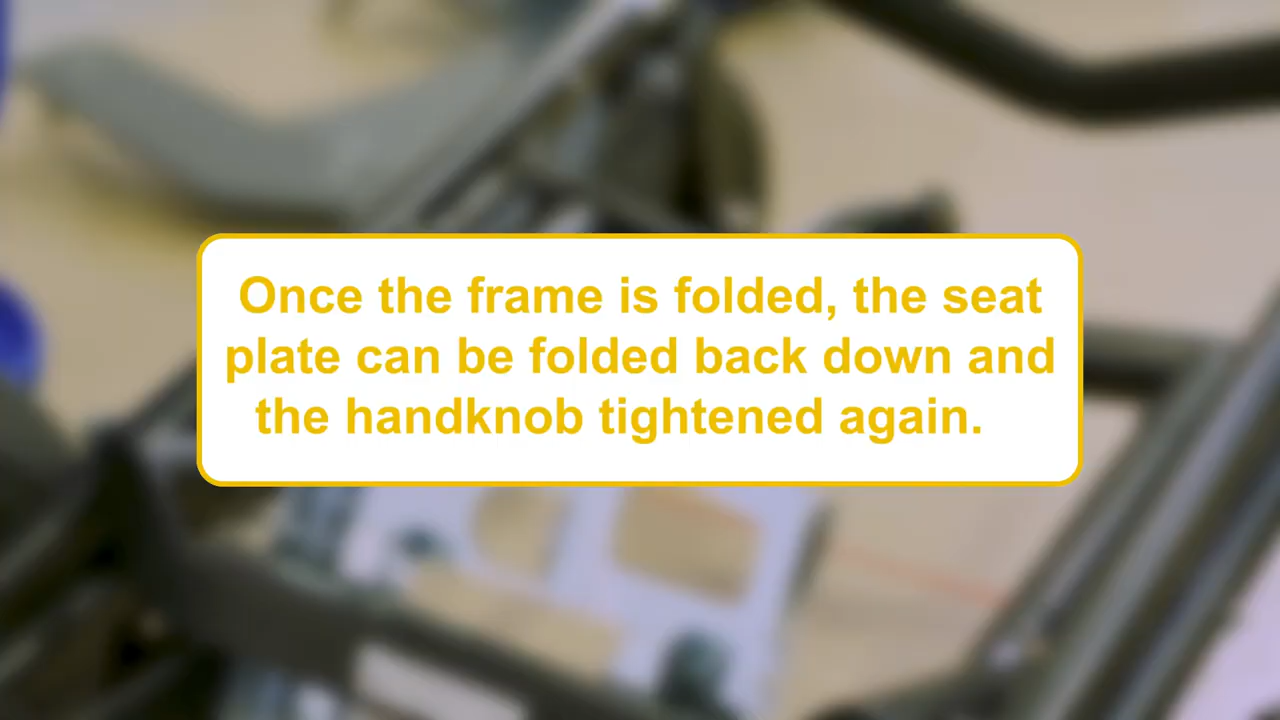 Once the frame is folded, the seat
plate can be folded back down and
the handknob tightened again.